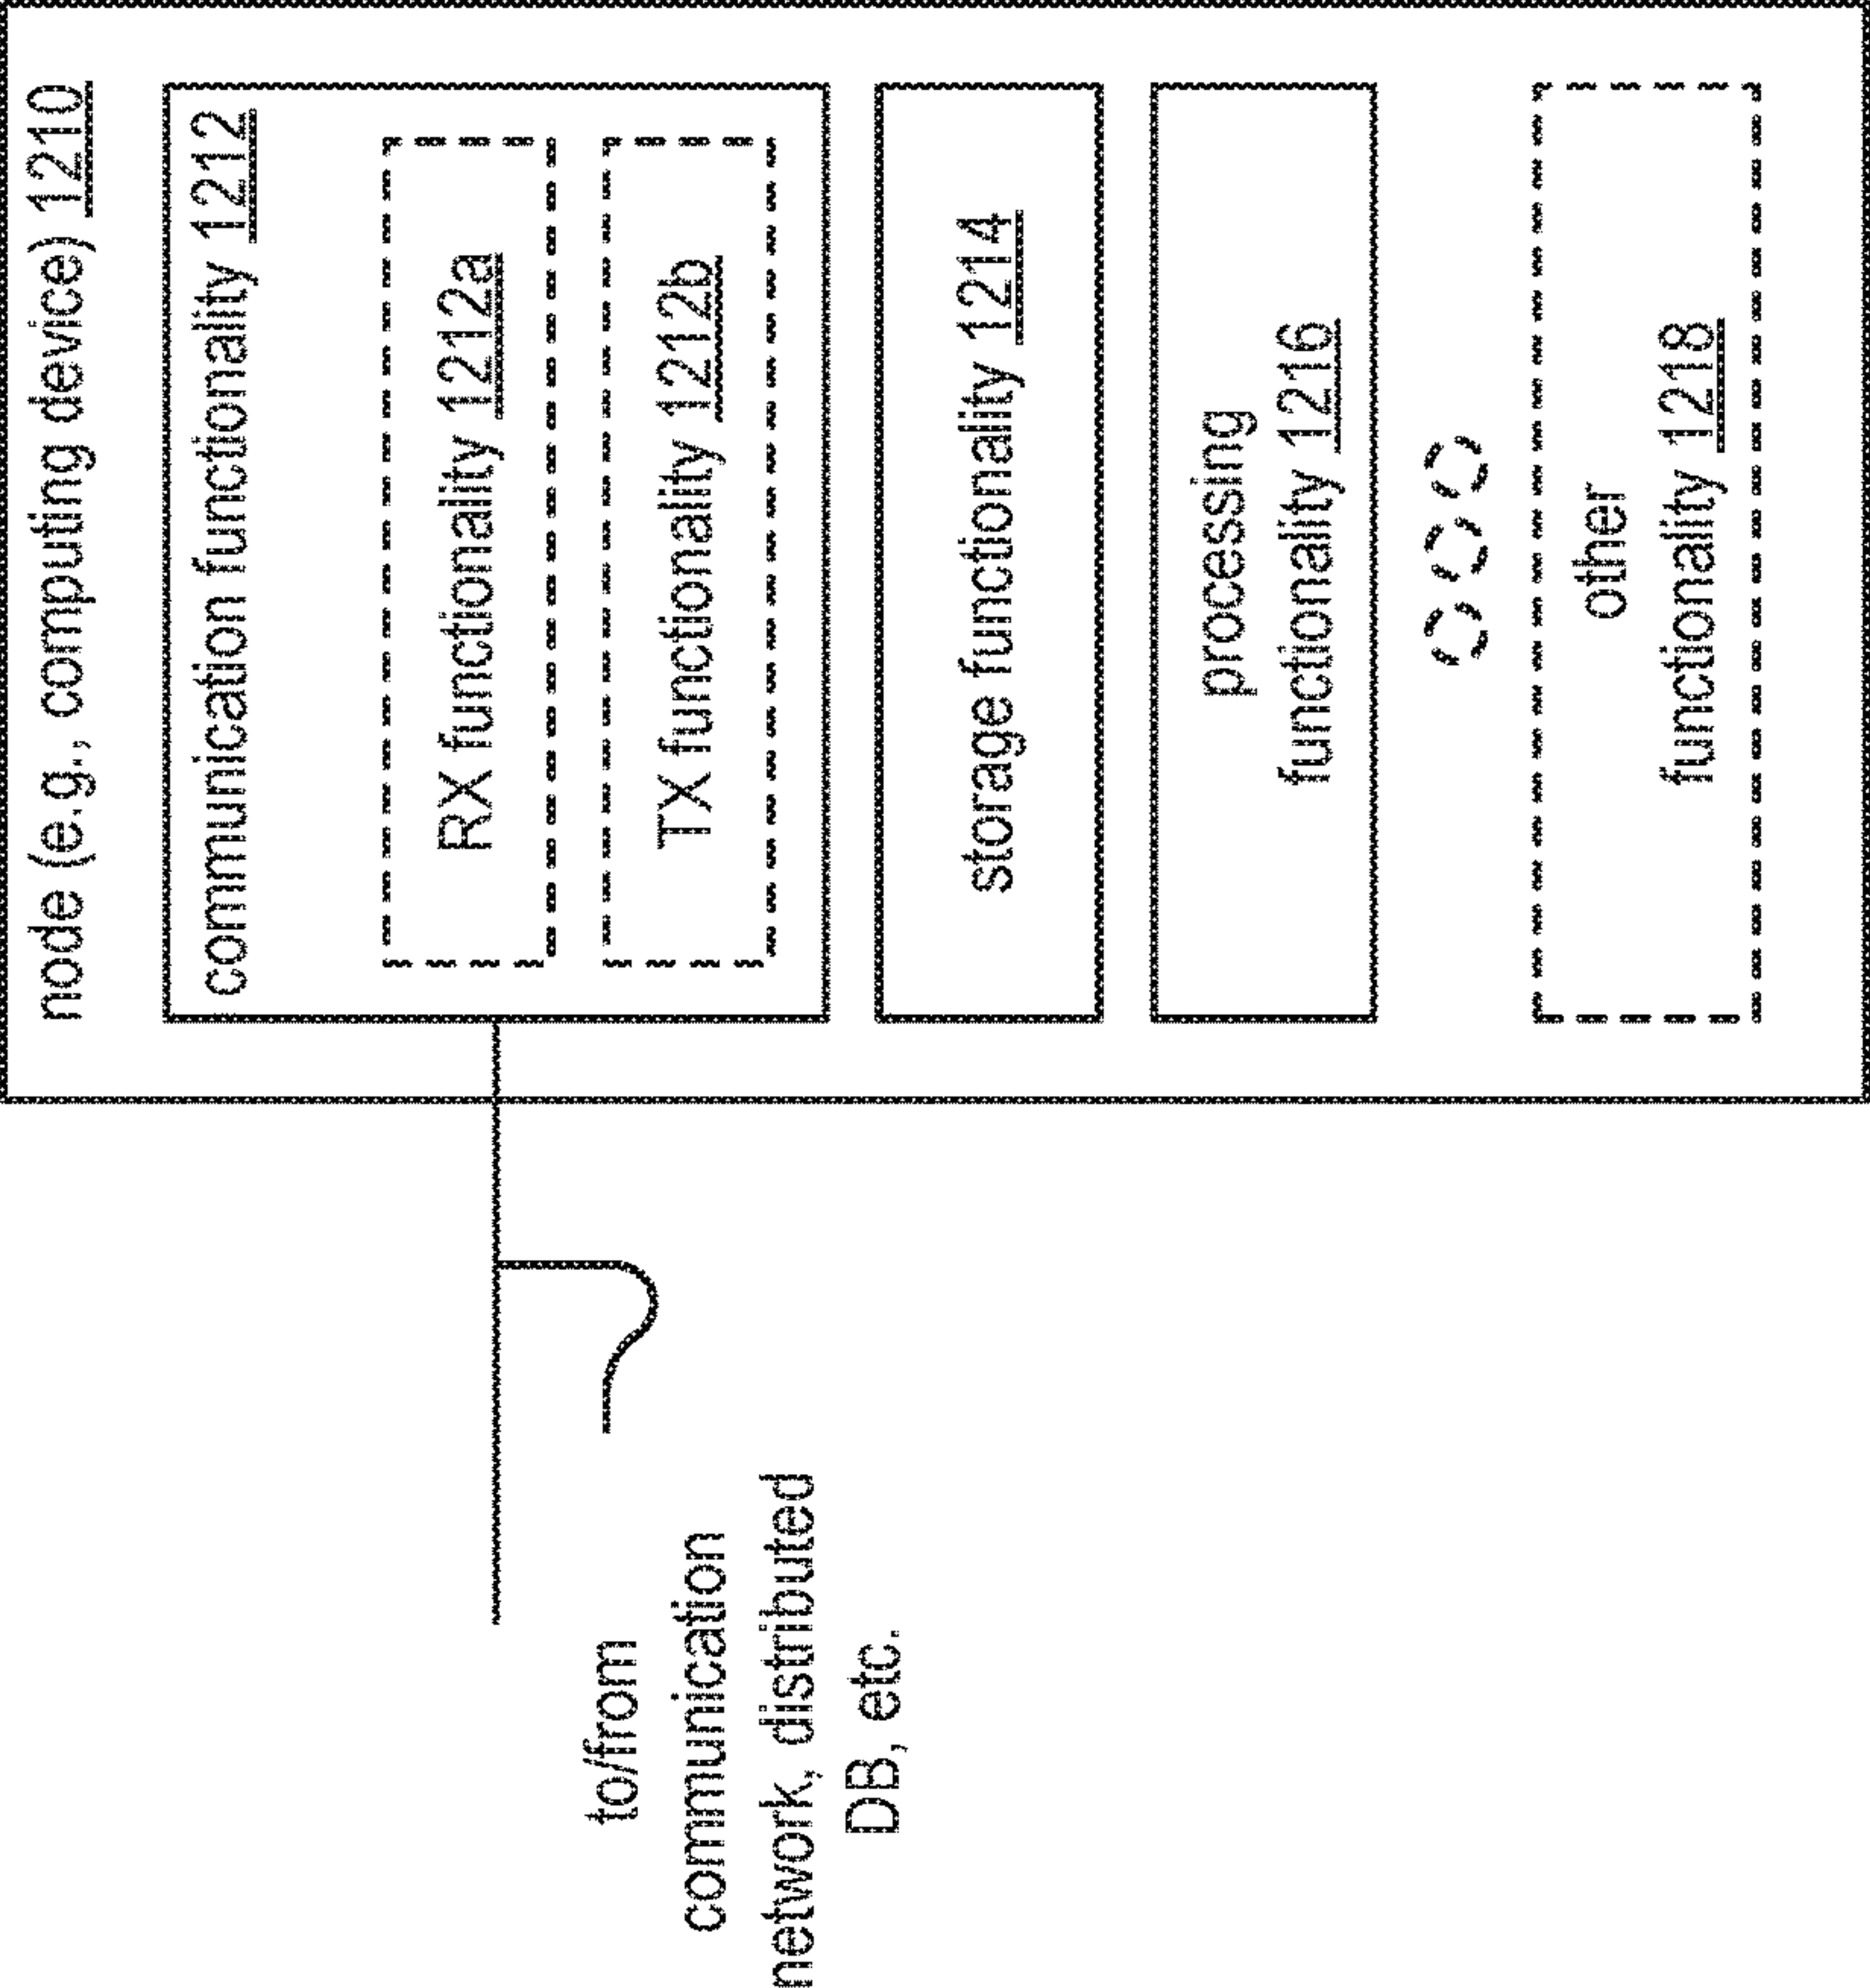 node (e.g., computing device) 1210
communication functionality 1212
RX functionality 1212a
TX functionality 1212b
storage functionality 1214
processing
functionality 1216
other
functionality 1218
to/from
communication
network, distributed
DB, etc.